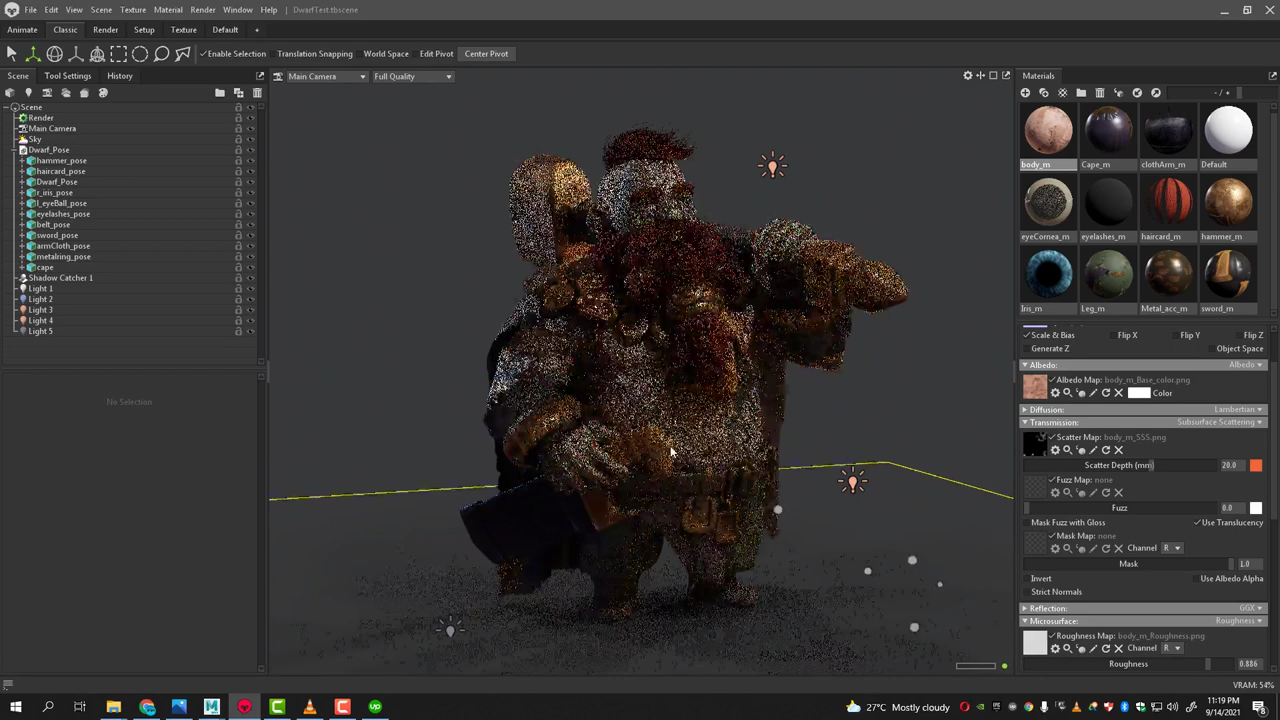 File Edit View Scene Texture Material Render Window Help DwarfTest.tbscene
Animate Classic Render Setup Texture Default +
Enable Selection Translation Snapping World Space Edit Pivot Center Pivot
Scene Tool Settings History
Main Camera Full Quality
Materials
- / +
Scene
Render
Main Camera
Sky
Dwarf_Pose
hammer_pose
haircard_pose
Dwarf_Pose
r_iris_pose
l_eyeBall_pose
eyelashes_pose
belt_pose
sword_pose
armCloth_pose
metalring_pose
cape
Shadow Catcher 1
Light 1
Light 2
Light 3
Light 4
Light 5
No Selection
body_m Cape_m clothArm_m Default
eyeCornea_m eyelashes_m haircard_m hammer_m
Iris_m Leg_m Metal_acc_m sword_m
Scale & Bias Flip X Flip Y Flip Z
Generate Z Object Space
Albedo: Albedo
Albedo Map: body_m_Base_color.png
Color
Diffusion: Lambertian
Transmission: Subsurface Scattering
Scatter Map: body_m_SSS.png
Scatter Depth (mm) 20.0
Fuzz Map: none
Fuzz 0.0
Mask Fuzz with Gloss Use Translucency
Mask Map: none
Channel R
Mask 1.0
Invert Use Albedo Alpha
Strict Normals
Reflection: GGX
Microsurface: Roughness
Roughness Map: body_m_Roughness.png
Channel R
Roughness 0.886
VRAM: 54%
27°C Mostly cloudy
11:19 PM
9/14/2021